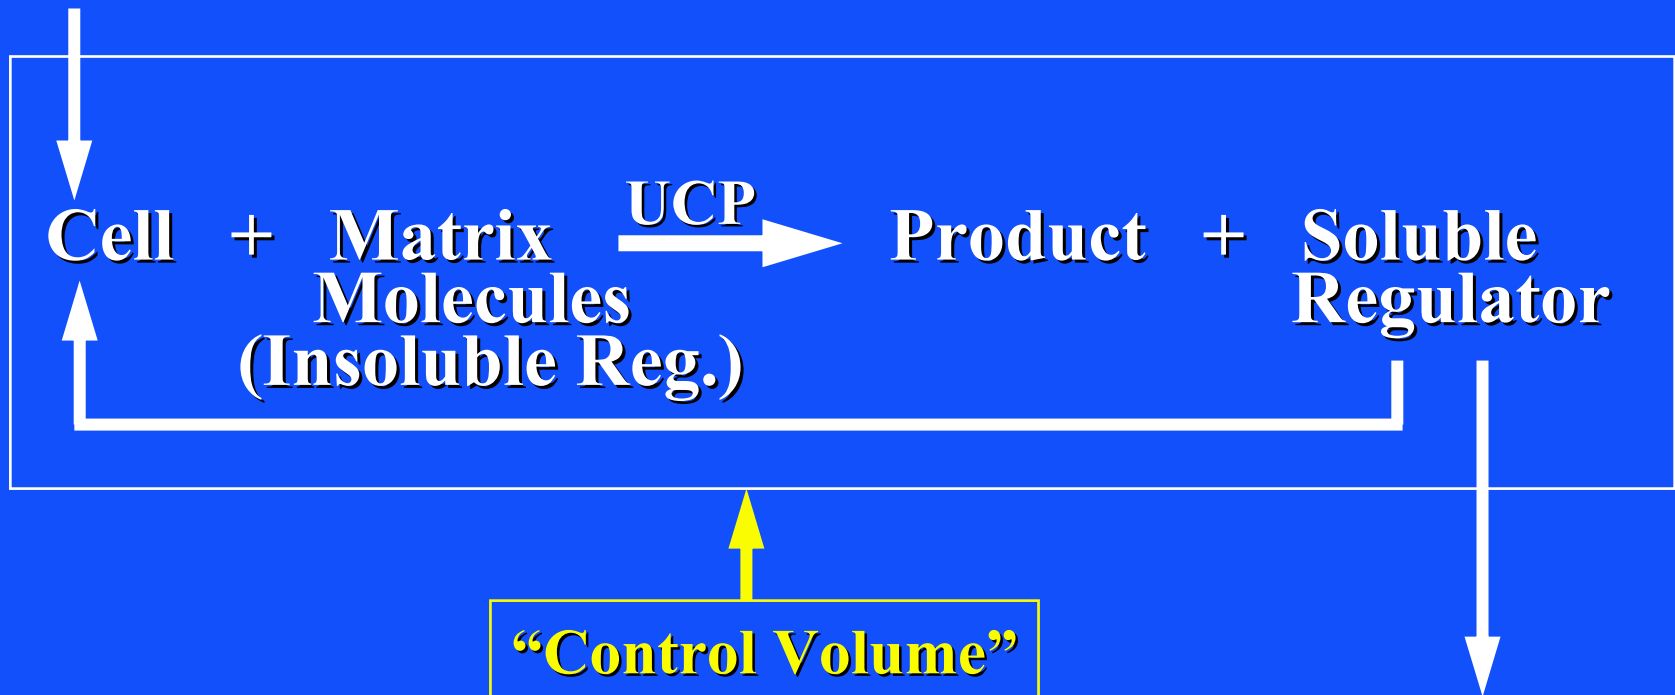 UCP
Cell + Matrix Product + Soluble
Molecules Regulator
(Insoluble Reg.)
“Control Volume”